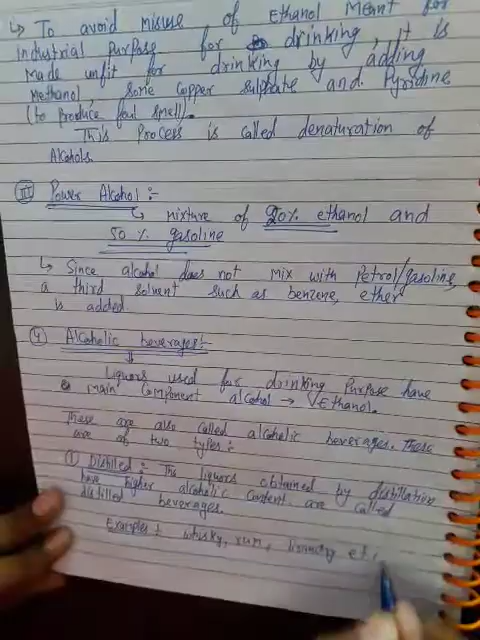 ↳ To avoid misuse of Ethanol Meant for
industrial purpose for drinking, it is
Made unfit for drinking by adding
Methanol, some copper sulphate and Pyridine
(to produce foul smell).
This Process is called denaturation of
Alcohols.
III Power Alcohol :-
↳ Mixture of 20% ethanol and
80% gasoline
↳ Since alcohol does not mix with Petrol/gasoline,
a third solvent such as benzene, ether
is added.
4 Alcoholic beverages :-
Liquors used for drinking Purpose have
main component alcohol → Ethanol.
These are also called alcoholic beverages. These
are of two types :
① Distilled : The liquors obtained by distillation
have higher alcoholic content are called
distilled beverages.
Examples : whisky, rum, et